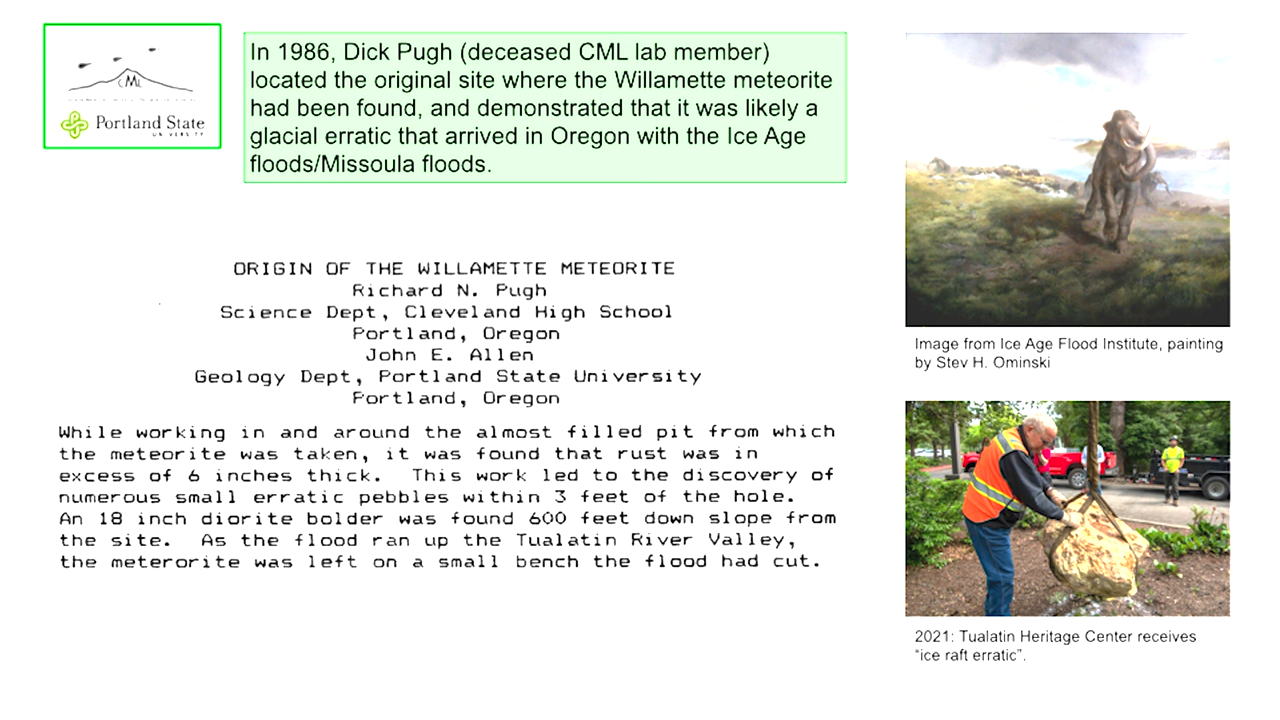 CML
Portland State
UNIVERSITY
In 1986, Dick Pugh (deceased CML lab member)
located the original site where the Willamette meteorite
had been found, and demonstrated that it was likely a
glacial erratic that arrived in Oregon with the Ice Age
floods/Missoula floods.
ORIGIN OF THE WILLAMETTE METEORITE
Richard N. Pugh
Science Dept, Cleveland High School
Portland, Oregon
John E. Allen
Geology Dept, Portland State University
Portland, Oregon
While working in and around the almost filled pit from which
the meteorite was taken, it was found that rust was in
excess of 6 inches thick.  This work led to the discovery of
numerous small erratic pebbles within 3 feet of the hole.
An 18 inch diorite bolder was found 600 feet down slope from
the site.  As the flood ran up the Tualatin River Valley,
the meterorite was left on a small bench the flood had cut.
Image from Ice Age Flood Institute, painting
by Stev H. Ominski
2021: Tualatin Heritage Center receives
“ice raft erratic”.